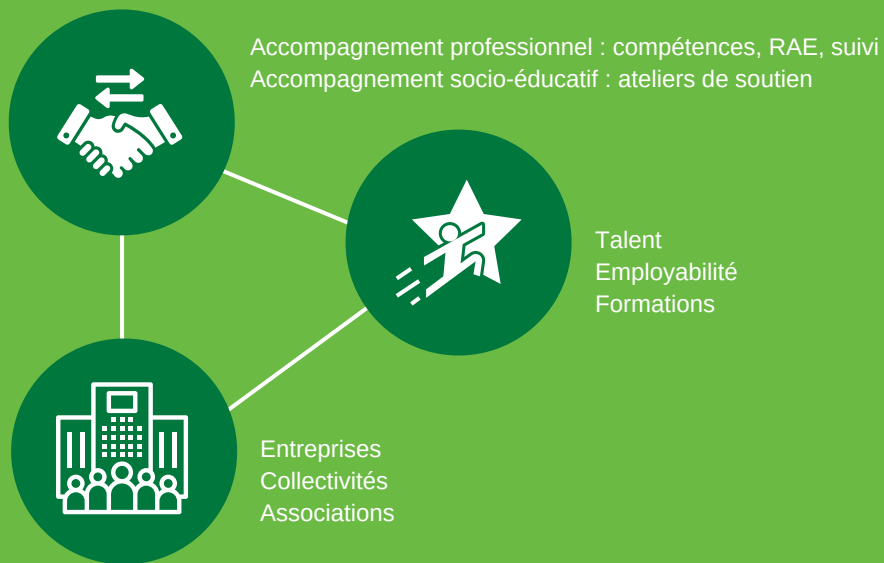 Accompagnement professionnel : compétences, RAE, suivi
Accompagnement socio-éducatif : ateliers de soutien
Talent
Employabilité
Formations
Entreprises
Collectivités
Associations